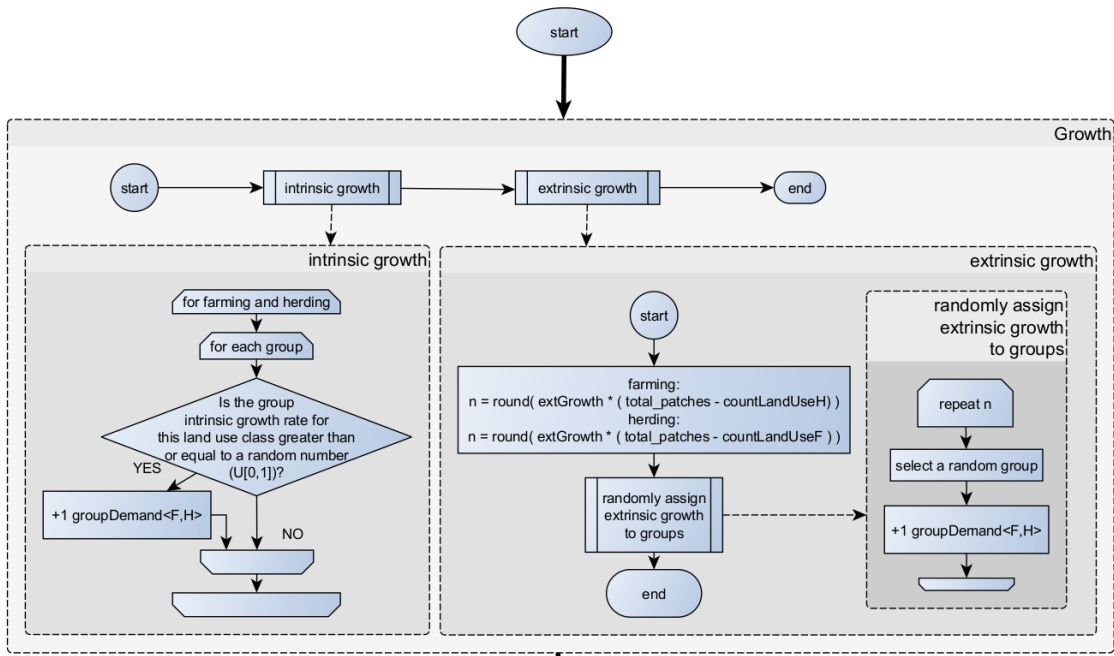 start
Growth
start
intrinsic growth
extrinsic growth
end
intrinsic growth
for farming and herding
for each group
Is the group
intrinsic growth rate for
this land use class greater than
or equal to a random number
(U[0,1])?
YES
+1 groupDemand<F,H>
NO
extrinsic growth
start
farming:
n = round( extGrowth * ( total_patches - countLandUseH) )
herding:
n = round( extGrowth * ( total_patches - countLandUseF ) )
randomly assign
extrinsic growth
to groups
end
randomly assign
extrinsic growth
to groups
repeat n
select a random group
+1 groupDemand<F,H>